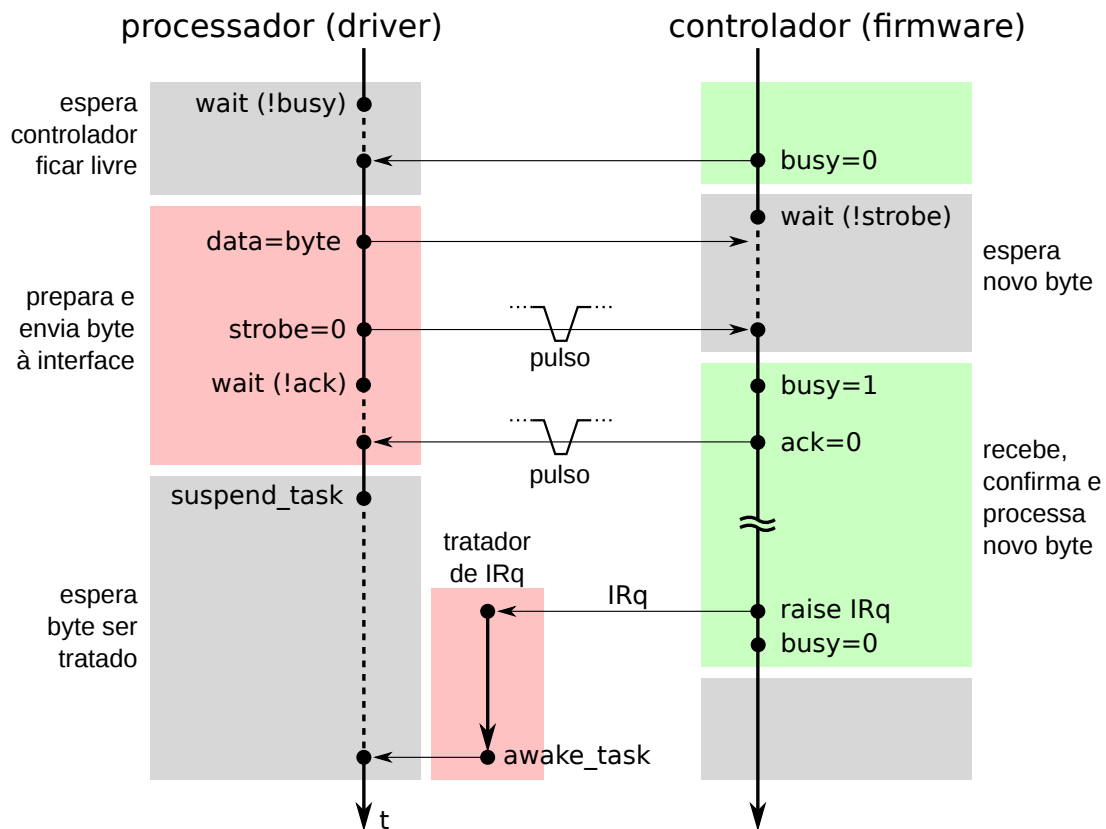 processador (driver)
controlador (firmware)
espera
controlador
ficar livre
wait (!busy)
busy=0
wait (!strobe)
data=byte
espera
novo byte
prepara e
envia byte
à interface
strobe=0
pulso
wait (!ack)
busy=1
ack=0
pulso
recebe,
confirma e
processa
novo byte
suspend_task
tratador
de IRq
espera
byte ser
tratado
IRq
raise IRq
busy=0
awake_task
t